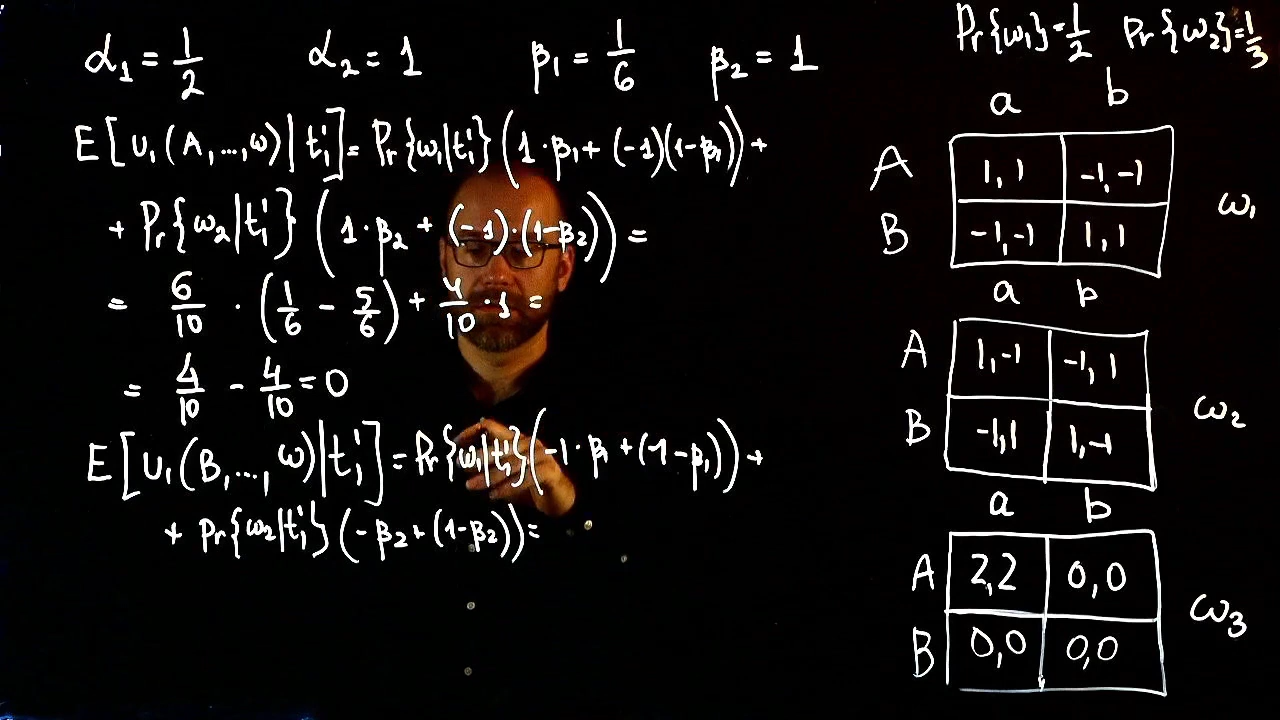 α₁ = 1/2 α₂ = 1 β₁ = 1/6 β₂ = 1
E[u₁(A,...,ω)|t₁']= Pr{ω₁|t₁'}(1·β₁+(-1)(1-β₁))+
+ Pr{ω₂|t₁'}(1·β₂ + (-1)·(1-β₂)) =
= 6/10 · (1/6 - 5/6) + 4/10 · 1 =
= 4/10 - 4/10 = 0
E[u₁(B,...,ω)|t₁']= Pr{ω₁|t₁'}(-1·β₁+(1-β₁))+
+ Pr{ω₂|t₁'}(-β₂+(1-β₂))=
Pr{ω₁}=1/2 Pr{ω₂}=1/3
a b
A 1,1 -1,-1
ω₁
B -1,-1 1,1
a b
A 1,-1 -1,1
ω₂
B -1,1 1,-1
a b
A 2,2 0,0
ω₃
B 0,0 0,0